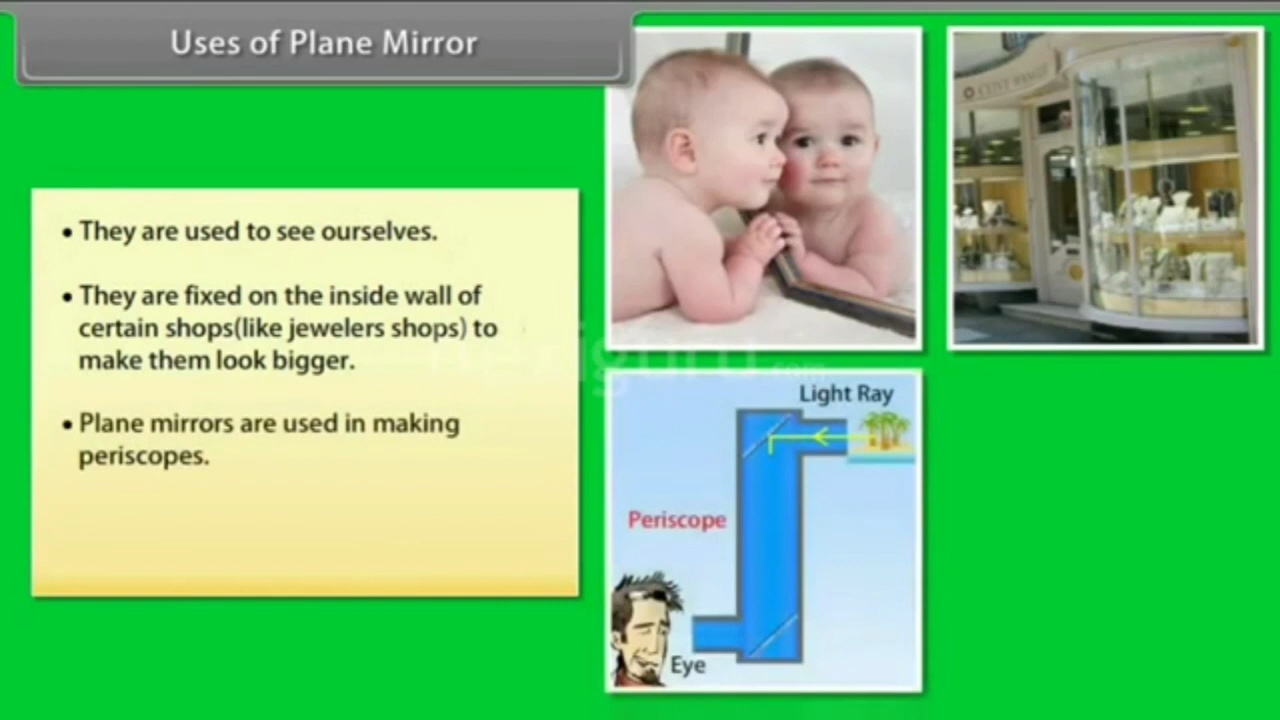 Uses of Plane Mirror
• They are used to see ourselves.
• They are fixed on the inside wall of
certain shops(like jewelers shops) to
make them look bigger.
• Plane mirrors are used in making
periscopes.
Light Ray
Periscope
Eye